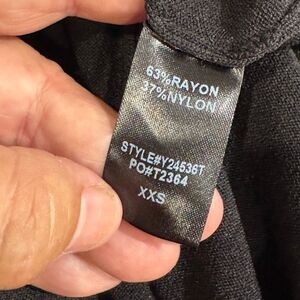 63%RAYON
37%NYLON
STYLE#Y24536T
PO#T2364
XXS